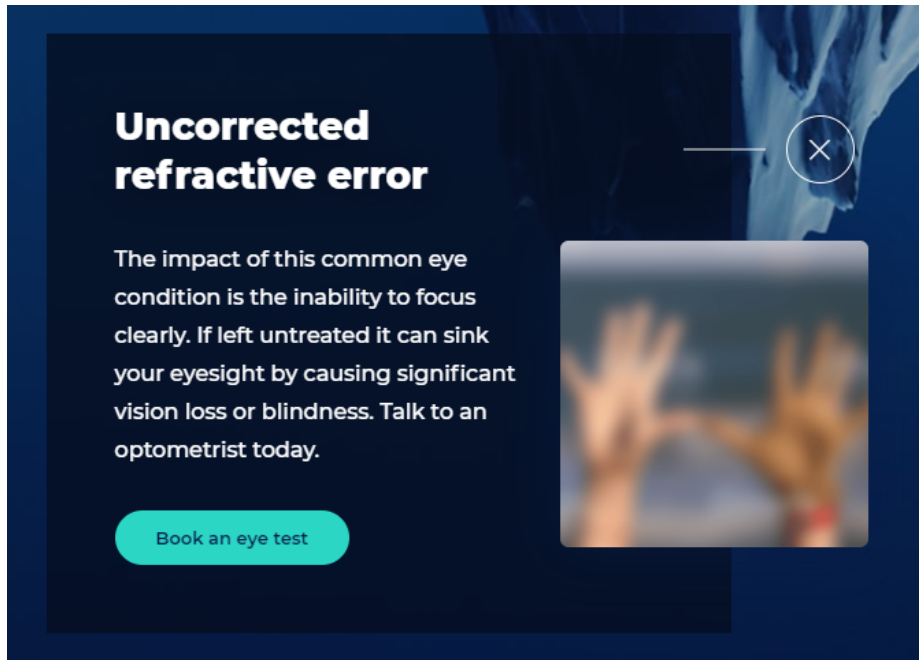 Uncorrected
refractive error
The impact of this common eye
condition is the inability to focus
clearly. If left untreated it can sink
your eyesight by causing significant
vision loss or blindness. Talk to an
optometrist today.
Book an eye test